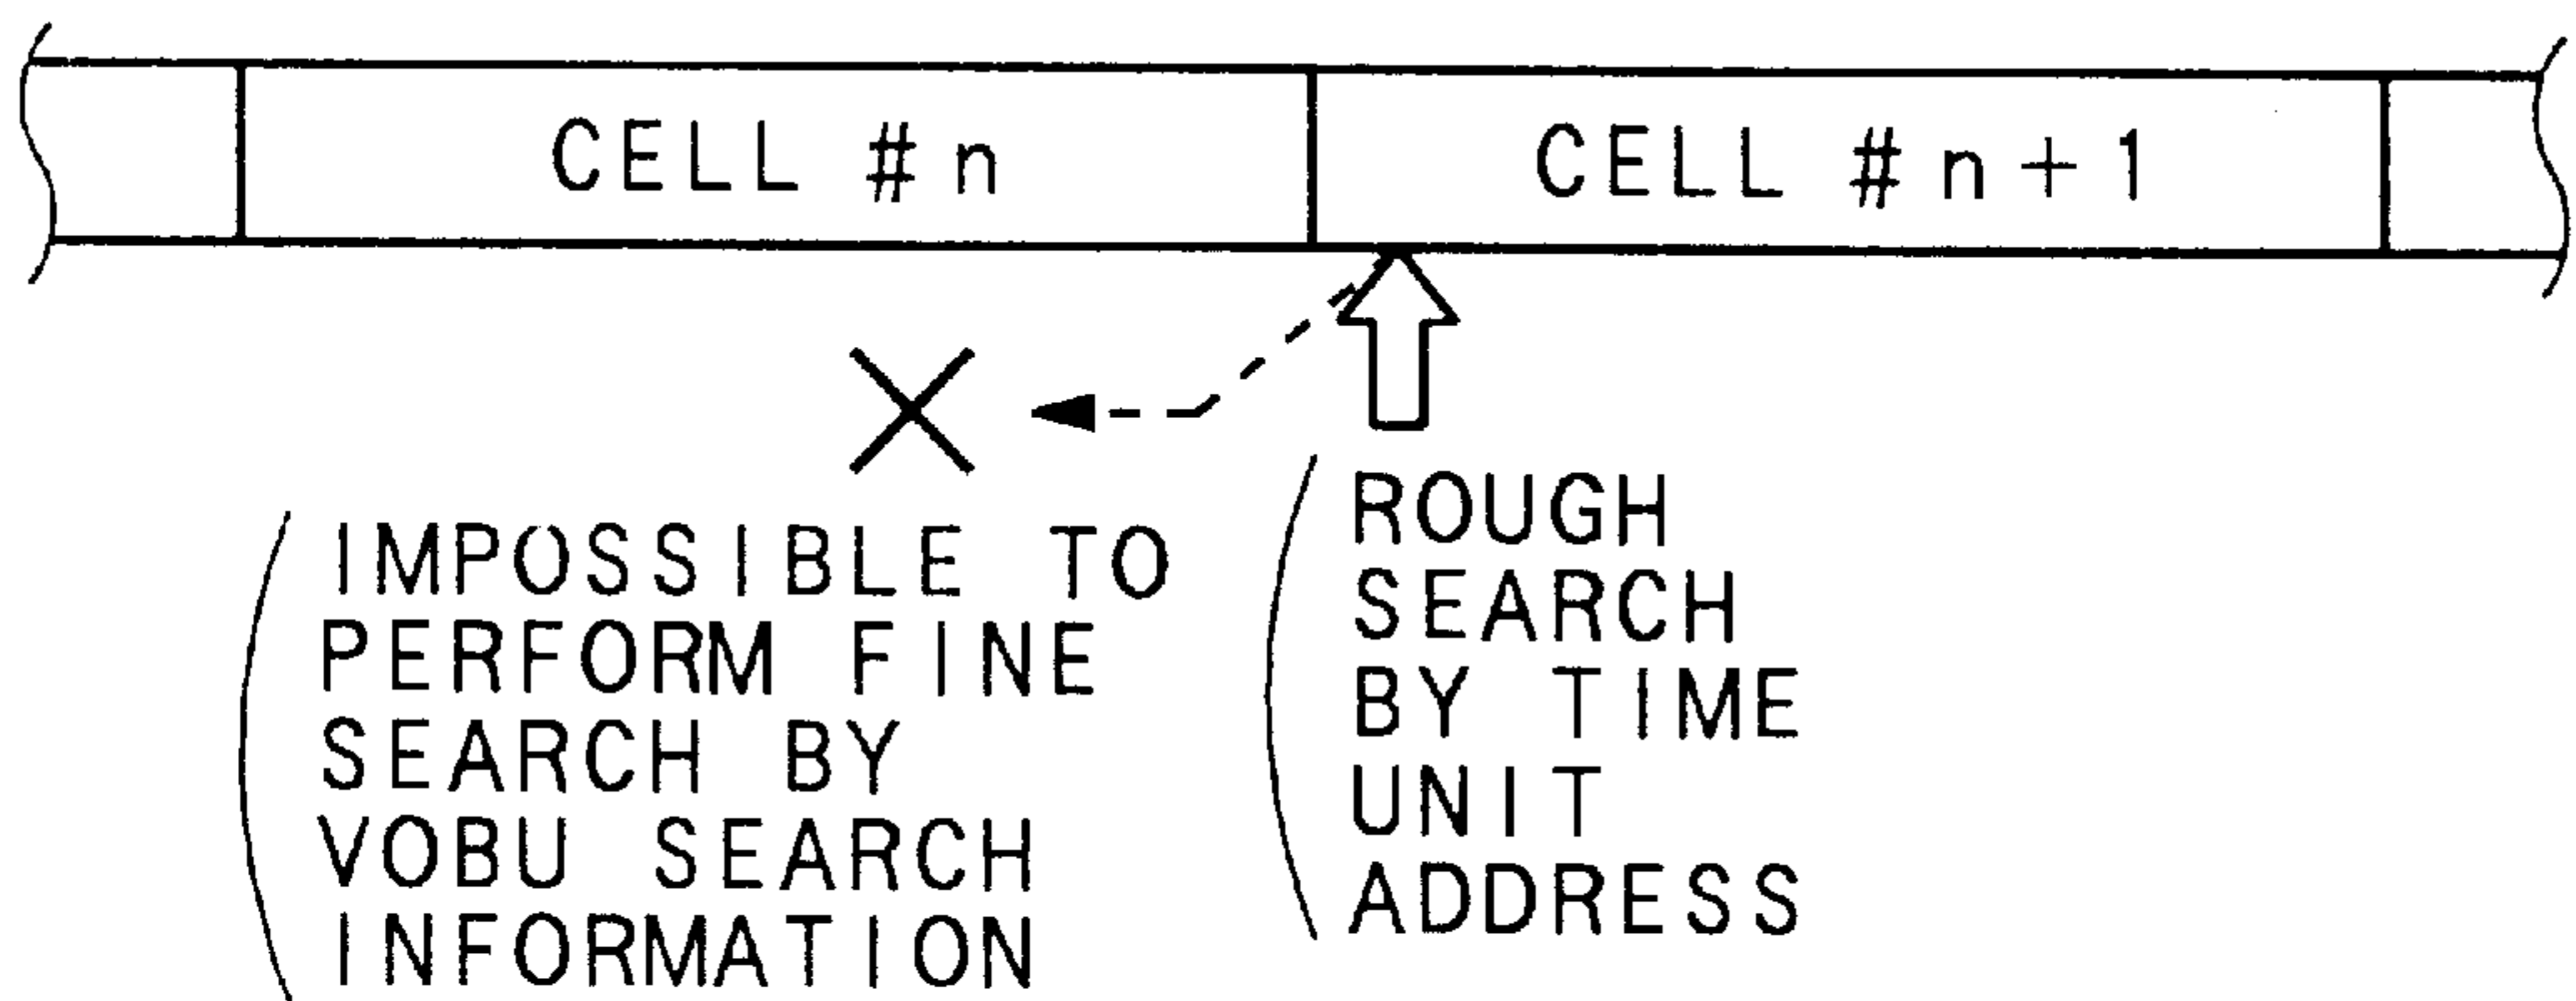 CELL #n
CELL #n+1
IMPOSSIBLE TO
PERFORM FINE
SEARCH BY
VOBU SEARCH
INFORMATION
ROUGH
SEARCH
BY TIME
UNIT
ADDRESS